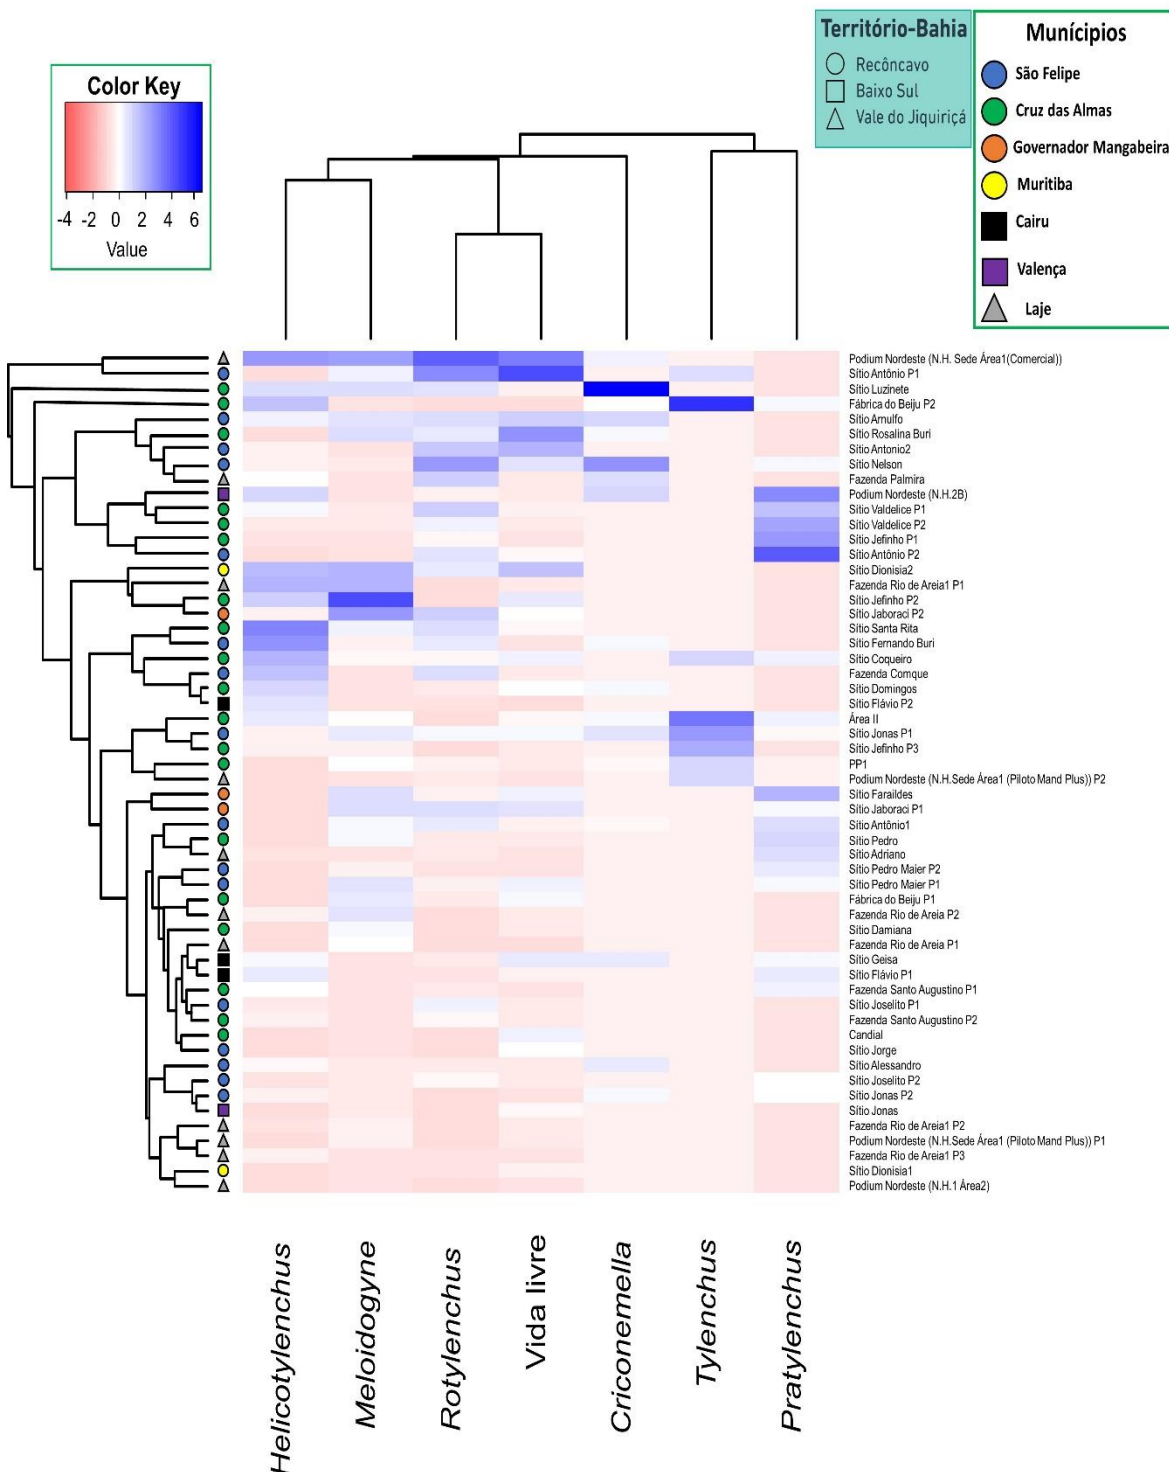 Território-Bahia
Recôncavo
Baixo Sul
Vale do Jiquiriçá
Munícipios
São Felipe
Cruz das Almas
Governador Mangabeira
Muritiba
Cairu
Valença
Laje
Color Key
-4 -2 0 2 4 6
Value
Podium Nordeste (N.H. Sede Área1(Comercial))
Sítio Antônio P1
Sítio Luzinete
Fábrica do Beiju P2
Sítio Arnulfo
Sítio Rosalina Buri
Sítio Antonio2
Sítio Nelson
Fazenda Palmira
Podium Nordeste (N.H.2B)
Sítio Valdelice P1
Sítio Valdelice P2
Sítio Jefinho P1
Sítio Antônio P2
Sítio Dionisia2
Fazenda Rio de Areia1 P1
Sítio Jefinho P2
Sítio Jaboraci P2
Sítio Santa Rita
Sítio Fernando Buri
Sítio Coqueiro
Fazenda Comque
Sítio Domingos
Sítio Flávio P2
Área II
Sítio Jonas P1
Sítio Jefinho P3
PP1
Podium Nordeste (N.H.Sede Área1 (Piloto Mand Plus)) P2
Sítio Faraildes
Sítio Jaboraci P1
Sítio Antônio1
Sítio Pedro
Sítio Adriano
Sítio Pedro Maier P2
Sítio Pedro Maier P1
Fábrica do Beiju P1
Fazenda Rio de Areia P2
Sítio Damiana
Fazenda Rio de Areia P1
Sítio Geisa
Sítio Flávio P1
Fazenda Santo Augustino P1
Sítio Joselito P1
Fazenda Santo Augustino P2
Candial
Sítio Jorge
Sítio Alessandro
Sítio Joselito P2
Sítio Jonas P2
Sítio Jonas
Fazenda Rio de Areia1 P2
Podium Nordeste (N.H.Sede Área1 (Piloto Mand Plus)) P1
Fazenda Rio de Areia1 P3
Sítio Dionisia1
Podium Nordeste (N.H.1 Área2)
Helicotylenchus
Meloidogyne
Rotylenchus
Vida livre
Criconemella
Tylenchus
Pratylenchus